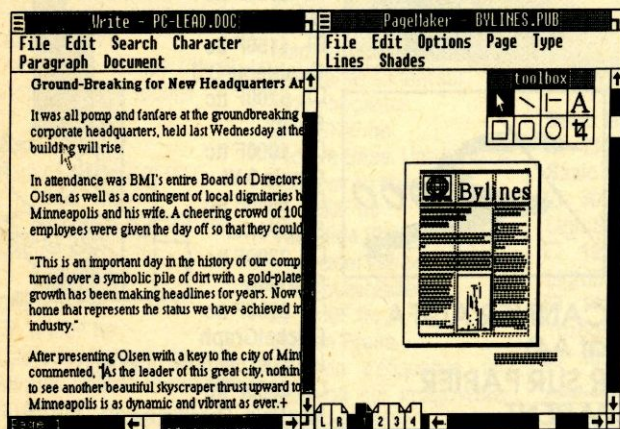 Write - PC-LEAD.DOC
File Edit Search Character
Paragraph Document
Ground-Breaking for New Headquarters Ar
It was all pomp and fanfare at the groundbreaking
corporate headquarters, held last Wednesday at the
building will rise.
In attendance was BMI's entire Board of Directors
Olsen, as well as a contingent of local dignitaries h
Minneapolis and his wife. A cheering crowd of 100
employees were given the day off so that they could
"This is an important day in the history of our comp
turned over a symbolic pile of dirt with a gold-plate
growth has been making headlines for years. Now
home that represents the status we have achieved in
industry."
After presenting Olsen with a key to the city of Min
commented, "As the leader of this great city, nothin
to see another beautiful skyscraper thrust upward to
Minneapolis is as dynamic and vibrant as ever.+
Page 1
PageMaker - BYLINES.PUB
File Edit Options Page Type
Lines Shades
toolbox
A
Bylines
L R 1 2 3 4